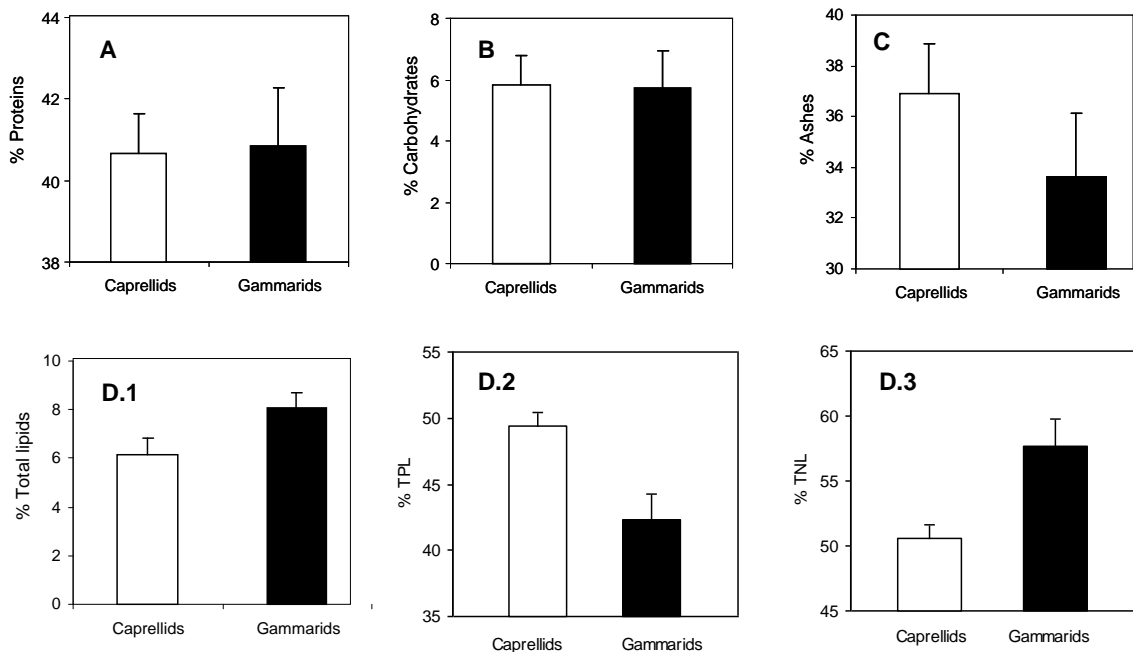 A
% Proteins
44
42
40
38
Caprellids Gammarids
B
% Carbohydrates
8
6
4
2
0
Caprellids Gammarids
C
% Ashes
40
38
36
34
32
30
Caprellids Gammarids
D.1
% Total lipids
10
8
6
4
2
0
Caprellids Gammarids
D.2
% TPL
55
50
45
40
35
Caprellids Gammarids
D.3
% TNL
65
60
55
50
45
Caprellids Gammarids